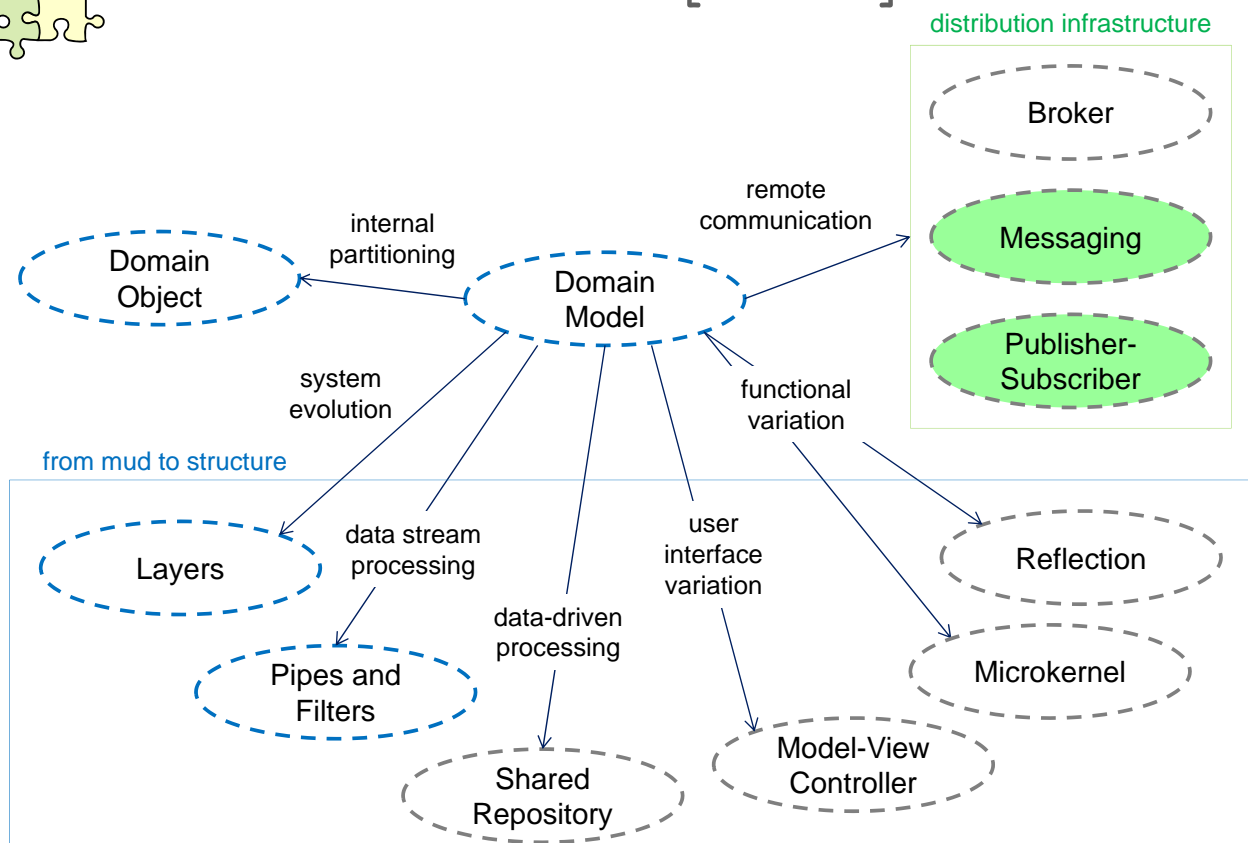 distribution infrastructure
Broker
remote
communication
Messaging
internal
partitioning
Domain
Object
Domain
Model
Publisher-
Subscriber
system
evolution
functional
variation
from mud to structure
Layers
data stream
processing
user
interface
variation
Reflection
data-driven
processing
Pipes and
Filters
Microkernel
Model-View
Controller
Shared
Repository